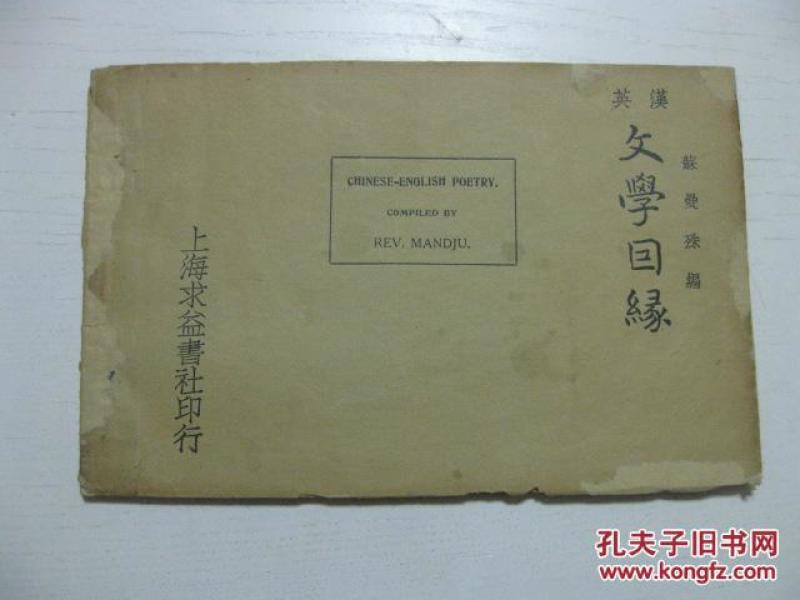 蘇曼殊編
漢英
文學囙緣
CHINESE-ENGLISH POETRY.
COMPILED BY
REV. MANDJU.
上海求益書社印行
孔夫子旧书网
www.kongfz.com